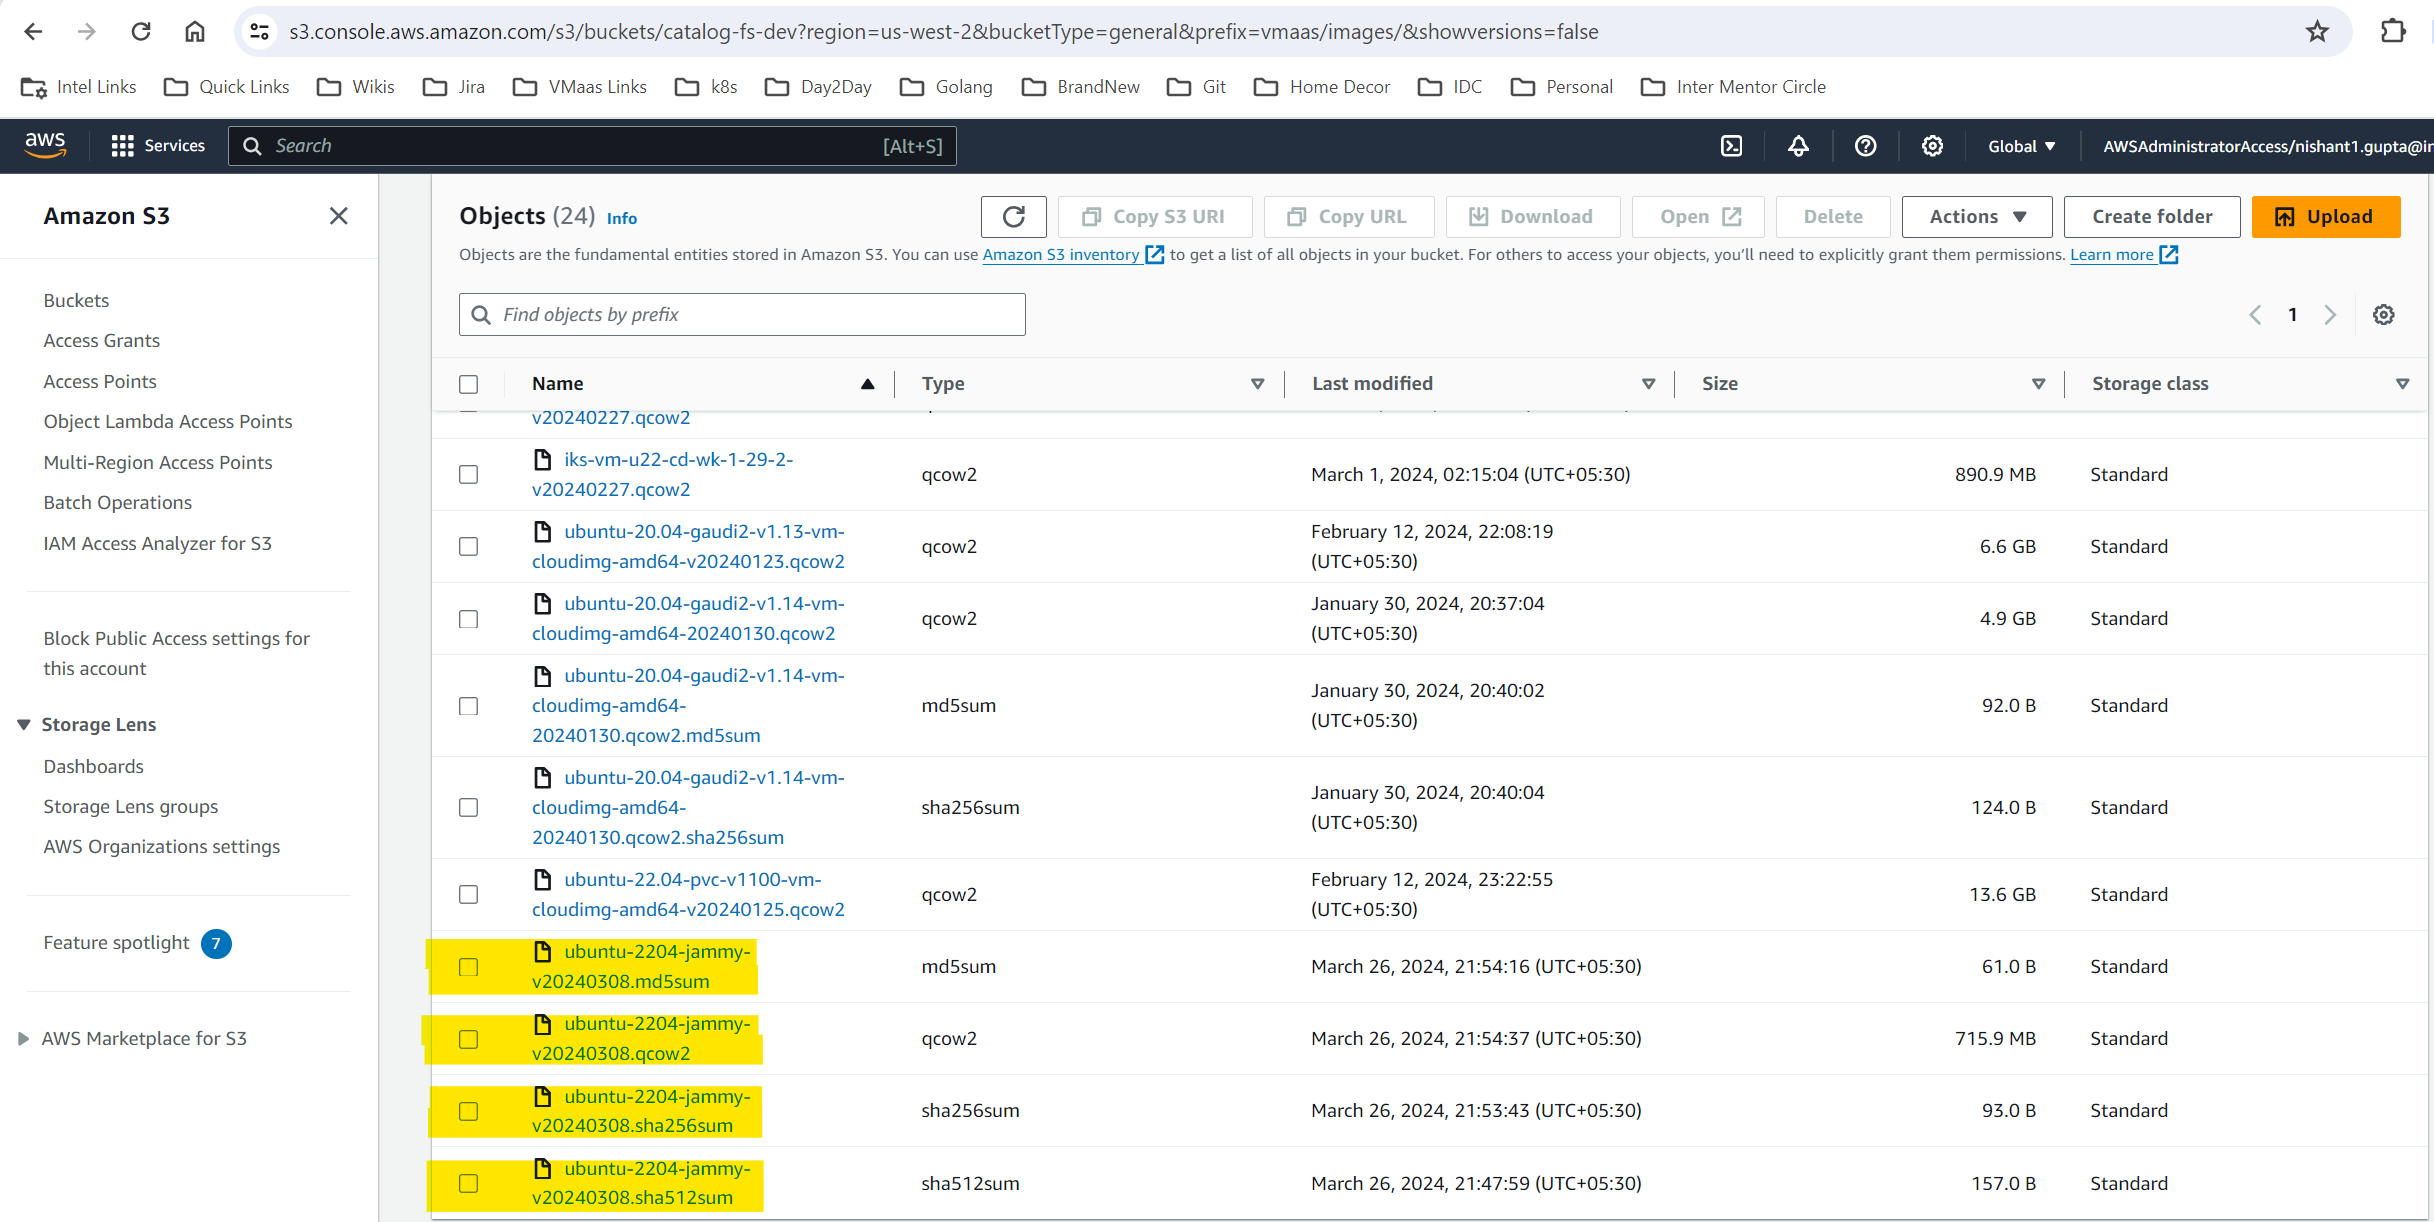 s3.console.aws.amazon.com/s3/buckets/catalog-fs-dev?region=us-west-2&bucketType=general&prefix=vmaas/images/&showversions=false
Intel Links Quick Links Wikis Jira VMaas Links k8s Day2Day Golang BrandNew Git Home Decor IDC Personal Inter Mentor Circle
aws Services Search [Alt+S] Global AWSAdministratorAccess/nishant1.gupta@in
Amazon S3
Buckets
Access Grants
Access Points
Object Lambda Access Points
Multi-Region Access Points
Batch Operations
IAM Access Analyzer for S3
Block Public Access settings for
this account
Storage Lens
Dashboards
Storage Lens groups
AWS Organizations settings
Feature spotlight 7
AWS Marketplace for S3
Objects (24) Info Copy S3 URI Copy URL Download Open Delete Actions Create folder Upload
Objects are the fundamental entities stored in Amazon S3. You can use Amazon S3 inventory to get a list of all objects in your bucket. For others to access your objects, you'll need to explicitly grant them permissions. Learn more
Find objects by prefix 1
Name Type Last modified Size Storage class
v20240227.qcow2
iks-vm-u22-cd-wk-1-29-2-
v20240227.qcow2
qcow2 March 1, 2024, 02:15:04 (UTC+05:30) 890.9 MB Standard
ubuntu-20.04-gaudi2-v1.13-vm-
cloudimg-amd64-v20240123.qcow2
qcow2
February 12, 2024, 22:08:19
(UTC+05:30)
6.6 GB Standard
ubuntu-20.04-gaudi2-v1.14-vm-
cloudimg-amd64-20240130.qcow2
qcow2
January 30, 2024, 20:37:04
(UTC+05:30)
4.9 GB Standard
ubuntu-20.04-gaudi2-v1.14-vm-
cloudimg-amd64-
20240130.qcow2.md5sum
md5sum
January 30, 2024, 20:40:02
(UTC+05:30)
92.0 B Standard
ubuntu-20.04-gaudi2-v1.14-vm-
cloudimg-amd64-
20240130.qcow2.sha256sum
sha256sum
January 30, 2024, 20:40:04
(UTC+05:30)
124.0 B Standard
ubuntu-22.04-pvc-v1100-vm-
cloudimg-amd64-v20240125.qcow2
qcow2
February 12, 2024, 23:22:55
(UTC+05:30)
13.6 GB Standard
ubuntu-2204-jammy-
v20240308.md5sum
md5sum March 26, 2024, 21:54:16 (UTC+05:30) 61.0 B Standard
ubuntu-2204-jammy-
v20240308.qcow2
qcow2 March 26, 2024, 21:54:37 (UTC+05:30) 715.9 MB Standard
ubuntu-2204-jammy-
v20240308.sha256sum
sha256sum March 26, 2024, 21:53:43 (UTC+05:30) 93.0 B Standard
ubuntu-2204-jammy-
v20240308.sha512sum
sha512sum March 26, 2024, 21:47:59 (UTC+05:30) 157.0 B Standard